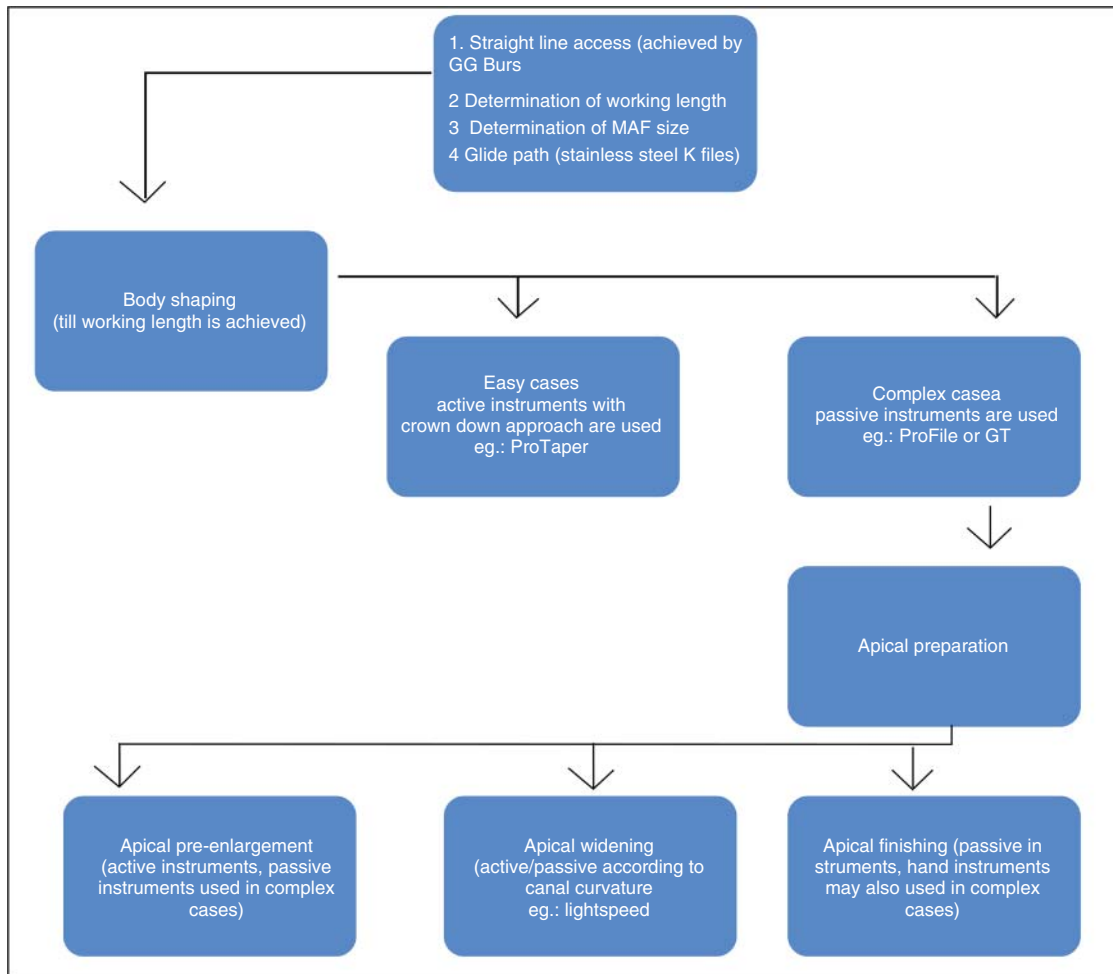 1. Straight line access (achieved by
GG Burs
2 Determination of working length
3 Determination of MAF size
4 Glide path (stainless steel K files)
Body shaping
(till working length is achieved)
Easy cases
active instruments with
crown down approach are used
eg.: ProTaper
Complex casea
passive instruments are used
eg.: ProFile or GT
Apical preparation
Apical pre-enlargement
(active instruments, passive
instruments used in complex
cases)
Apical widening
(active/passive according to
canal curvature
eg.: lightspeed
Apical finishing (passive in
struments, hand instruments
may also used in complex
cases)